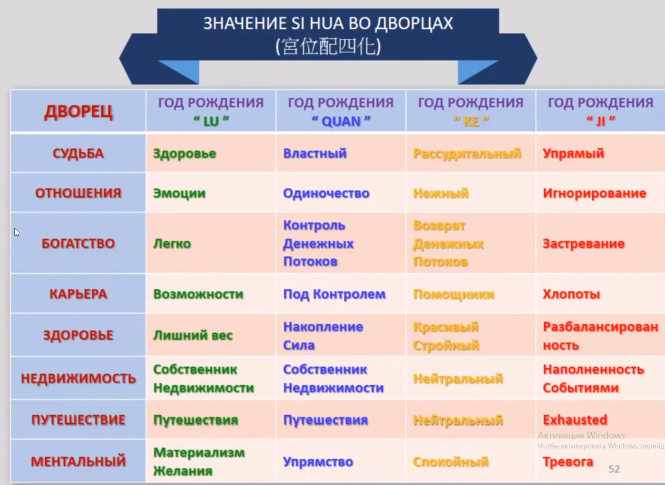 ЗНАЧЕНИЕ SI HUA ВО ДВОРЦАХ
(宮位配四化)
ДВОРЕЦ
ГОД РОЖДЕНИЯ
“ LU ”
ГОД РОЖДЕНИЯ
“ QUAN ”
ГОД РОЖДЕНИЯ
“ KE ”
ГОД РОЖДЕНИЯ
“ JI ”
СУДЬБА
Здоровье
Властный
Рассудительный
Упрямый
ОТНОШЕНИЯ
Эмоции
Одиночество
Нежный
Игнорирование
БОГАТСТВО
Легко
Контроль
Денежных
Потоков
Возврат
Денежных
Потоков
Застревание
КАРЬЕРА
Возможности
Под Контролем
Помощники
Хлопоты
ЗДОРОВЬЕ
Лишний вес
Накопление
Сила
Красивый
Стройный
Разбалансирован
ность
НЕДВИЖИМОСТЬ
Собственник
Недвижимости
Собственник
Недвижимости
Нейтральный
Наполненность
Событиями
ПУТЕШЕСТВИЕ
Путешествия
Путешествия
Нейтральный
Exhausted
МЕНТАЛЬНЫЙ
Материализм
Желания
Упрямство
Спокойный
Тревога
Активация Windows
Чтобы активировать Windows, перейд
52